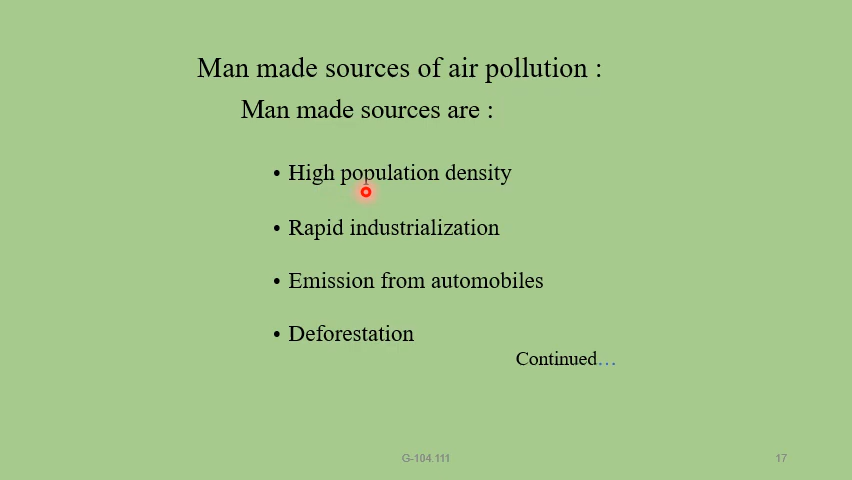 Man made sources of air pollution :
Man made sources are :
• High population density
• Rapid industrialization
• Emission from automobiles
• Deforestation
Continued…
G-104.111
17